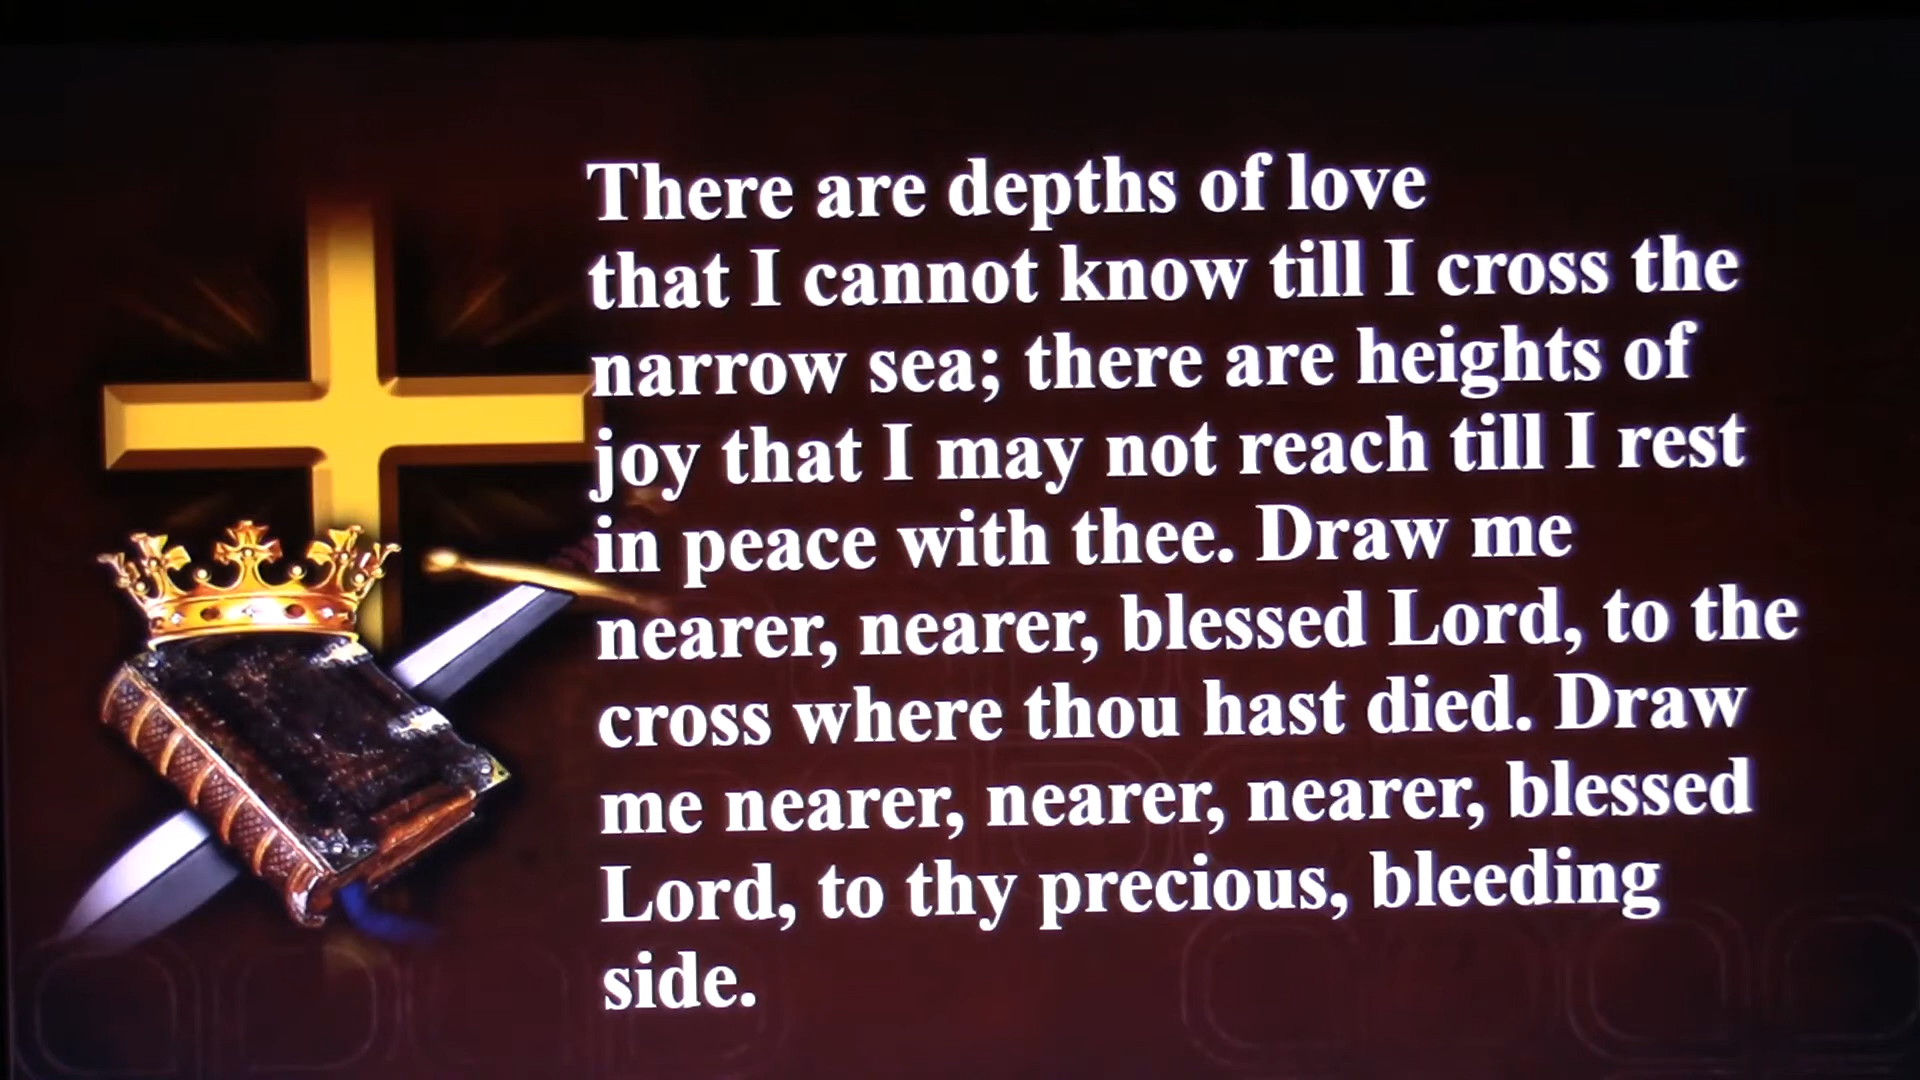 There are depths of love
that I cannot know till I cross the
narrow sea; there are heights of
joy that I may not reach till I rest
in peace with thee. Draw me
nearer, nearer, blessed Lord, to the
cross where thou hast died. Draw
me nearer, nearer, nearer, blessed
Lord, to thy precious, bleeding
side.